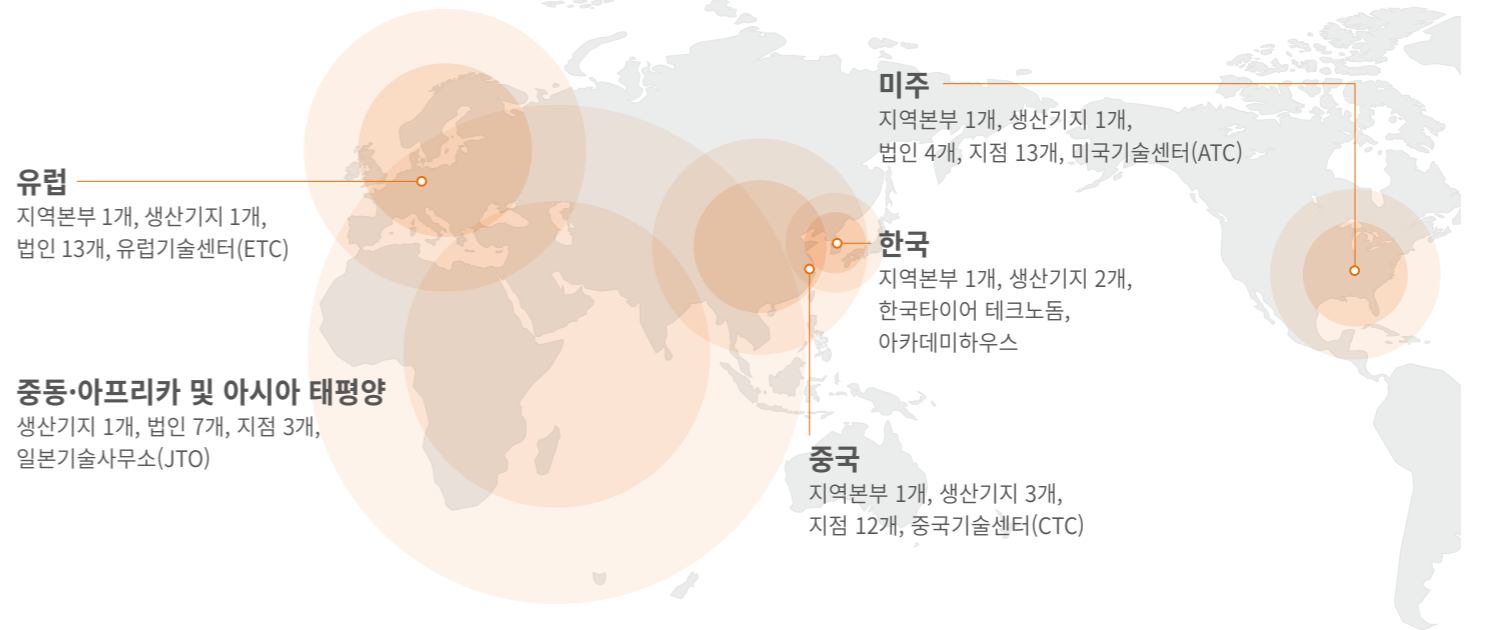 유럽
지역본부 1개, 생산기지 1개,
법인 13개, 유럽기술센터(ETC)
중동·아프리카 및 아시아 태평양
생산기지 1개, 법인 7개, 지점 3개,
일본기술사무소(JTO)
미주
지역본부 1개, 생산기지 1개,
법인 4개, 지점 13개, 미국기술센터(ATC)
한국
지역본부 1개, 생산기지 2개,
한국타이어 테크노돔,
아카데미하우스
중국
지역본부 1개, 생산기지 3개,
지점 12개, 중국기술센터(CTC)